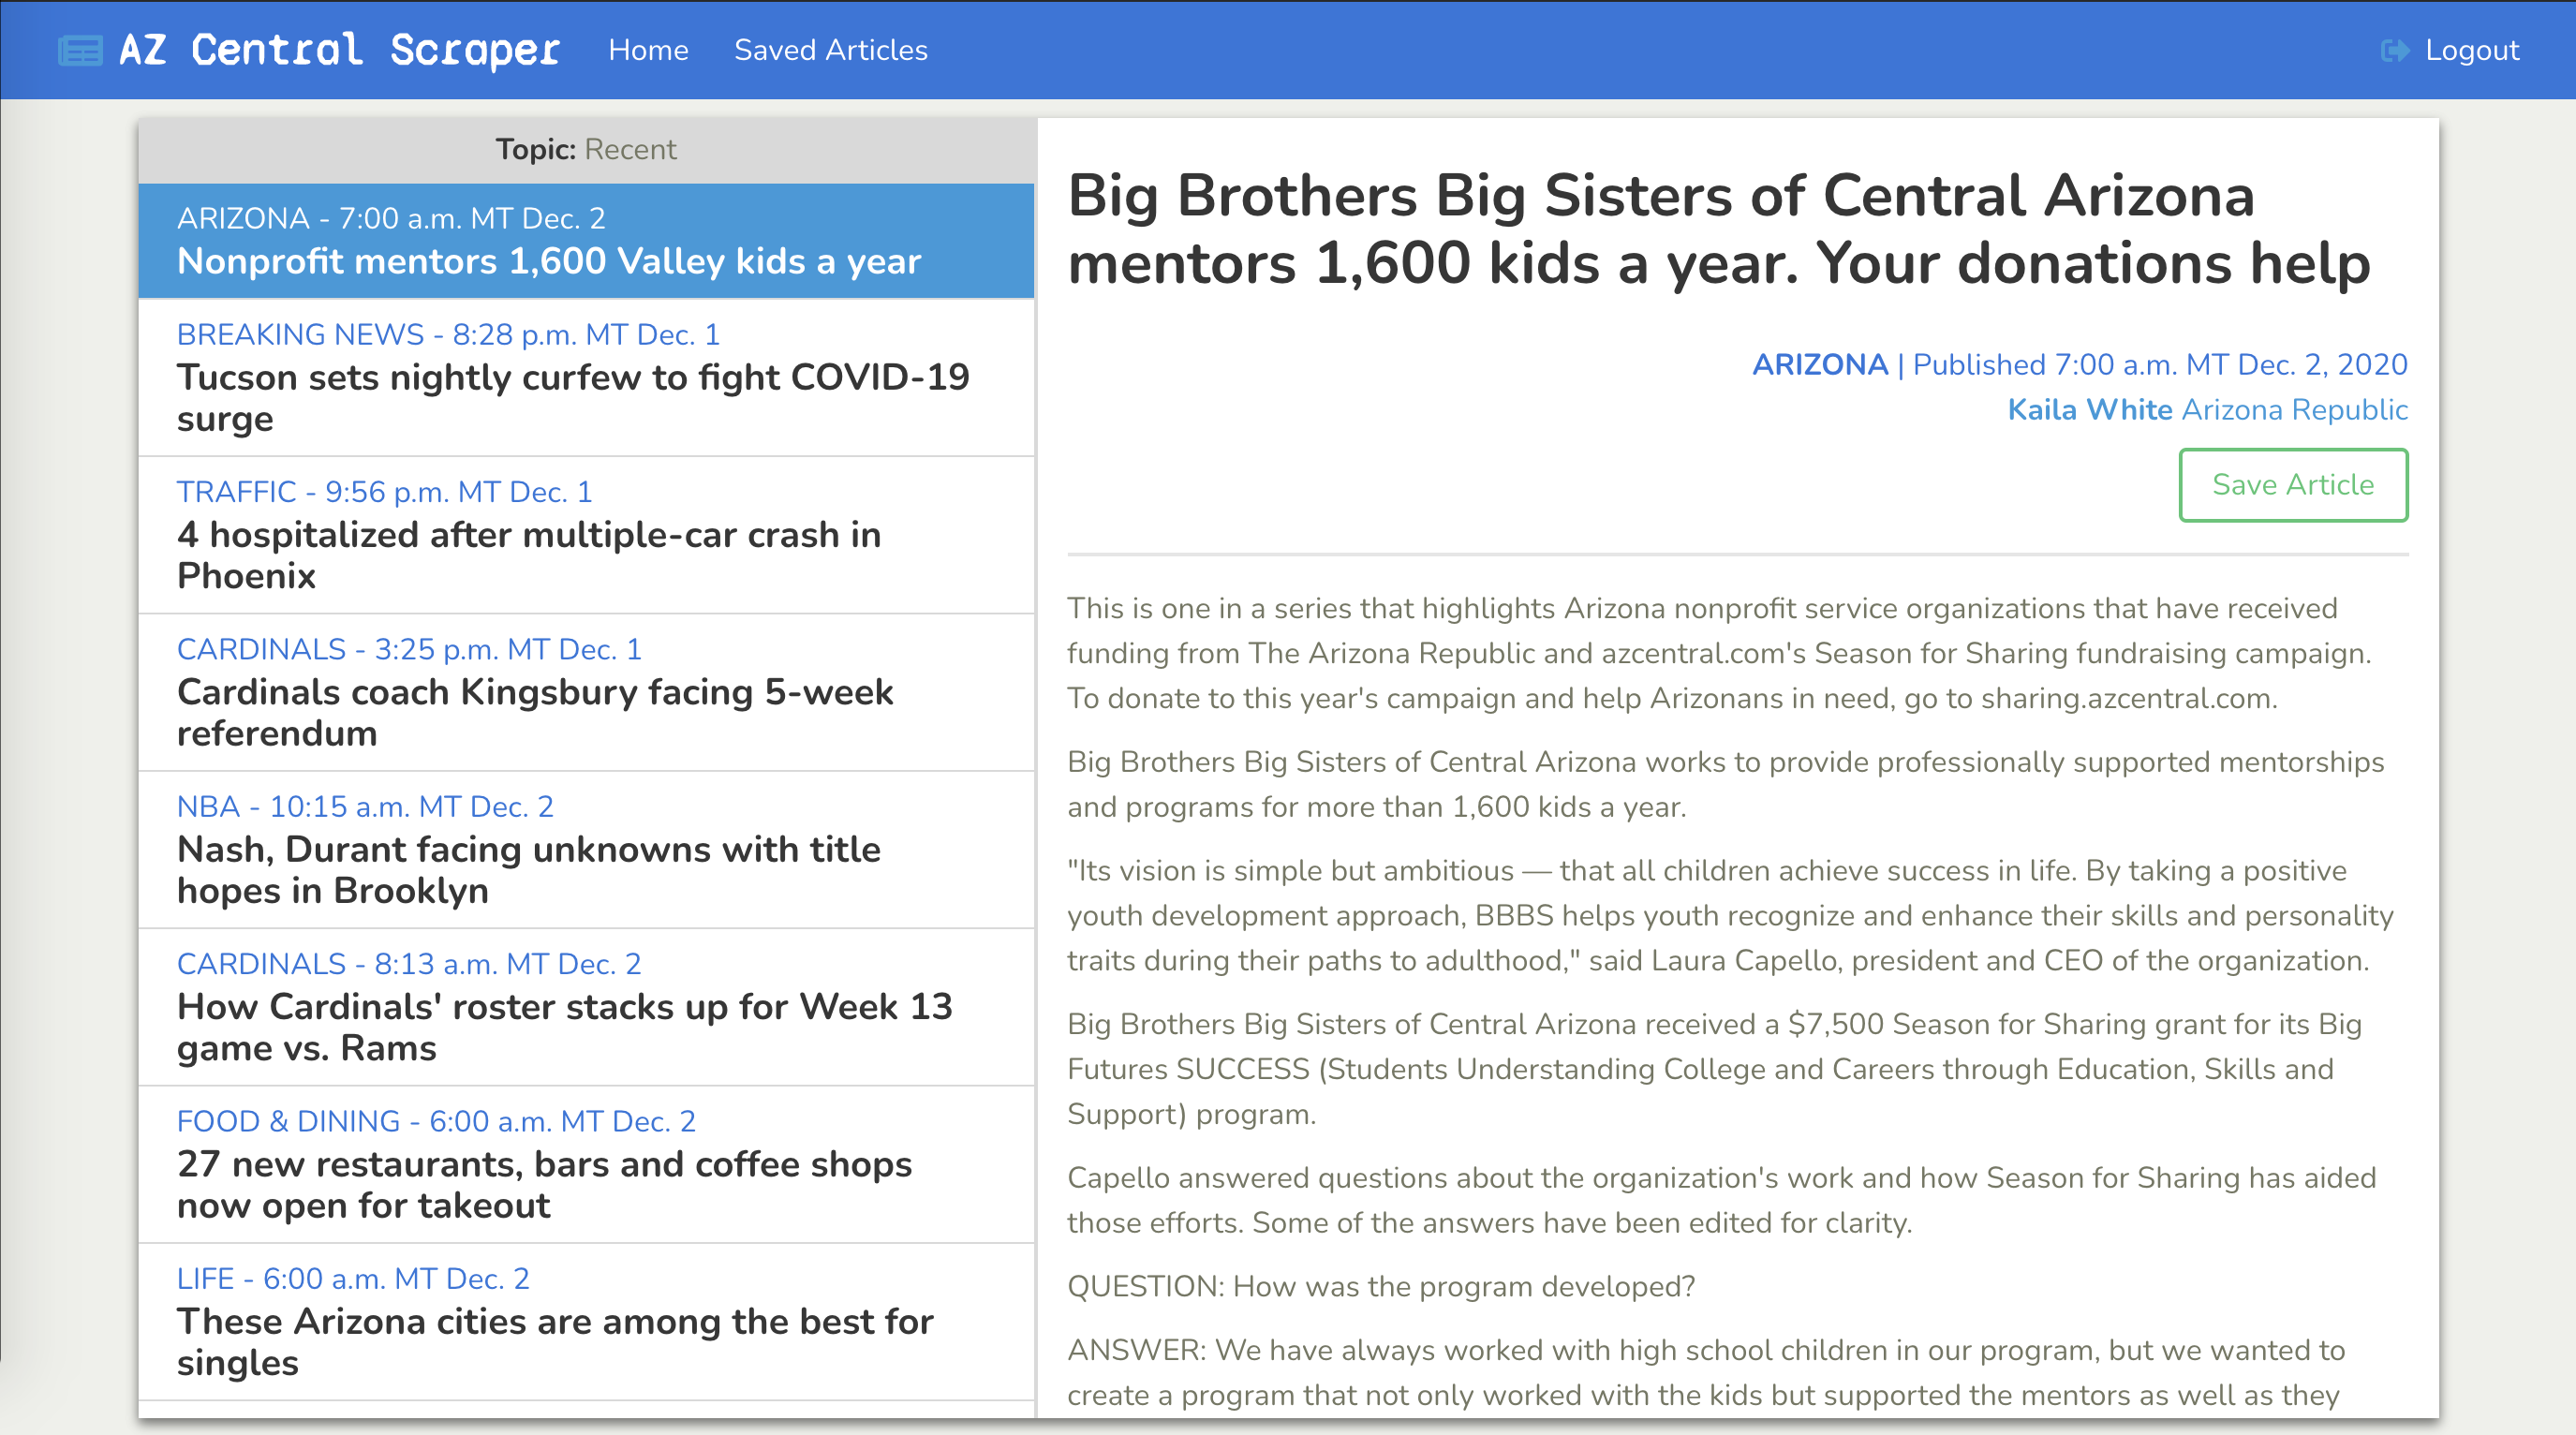 AZ Central Scraper
Home
Saved Articles
Logout
Topic: Recent
ARIZONA - 7:00 a.m. MT Dec. 2
Nonprofit mentors 1,600 Valley kids a year
BREAKING NEWS - 8:28 p.m. MT Dec. 1
Tucson sets nightly curfew to fight COVID-19
surge
TRAFFIC - 9:56 p.m. MT Dec. 1
4 hospitalized after multiple-car crash in
Phoenix
CARDINALS - 3:25 p.m. MT Dec. 1
Cardinals coach Kingsbury facing 5-week
referendum
NBA - 10:15 a.m. MT Dec. 2
Nash, Durant facing unknowns with title
hopes in Brooklyn
CARDINALS - 8:13 a.m. MT Dec. 2
How Cardinals' roster stacks up for Week 13
game vs. Rams
FOOD & DINING - 6:00 a.m. MT Dec. 2
27 new restaurants, bars and coffee shops
now open for takeout
LIFE - 6:00 a.m. MT Dec. 2
These Arizona cities are among the best for
singles
Big Brothers Big Sisters of Central Arizona
mentors 1,600 kids a year. Your donations help
ARIZONA | Published 7:00 a.m. MT Dec. 2, 2020
Kaila White Arizona Republic
Save Article
This is one in a series that highlights Arizona nonprofit service organizations that have received
funding from The Arizona Republic and azcentral.com's Season for Sharing fundraising campaign.
To donate to this year's campaign and help Arizonans in need, go to sharing.azcentral.com.
Big Brothers Big Sisters of Central Arizona works to provide professionally supported mentorships
and programs for more than 1,600 kids a year.
"Its vision is simple but ambitious — that all children achieve success in life. By taking a positive
youth development approach, BBBS helps youth recognize and enhance their skills and personality
traits during their paths to adulthood," said Laura Capello, president and CEO of the organization.
Big Brothers Big Sisters of Central Arizona received a $7,500 Season for Sharing grant for its Big
Futures SUCCESS (Students Understanding College and Careers through Education, Skills and
Support) program.
Capello answered questions about the organization's work and how Season for Sharing has aided
those efforts. Some of the answers have been edited for clarity.
QUESTION: How was the program developed?
ANSWER: We have always worked with high school children in our program, but we wanted to
create a program that not only worked with the kids but supported the mentors as well as they